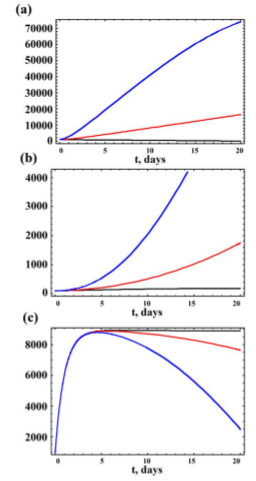 (a)
70000
60000
50000
40000
30000
20000
10000
0
0 5 10 15 20
t, days
(b)
4000
3000
2000
1000
0
0 5 10 15 20
t, days
(c)
8000
6000
4000
2000
0 5 10 15 20
t, days